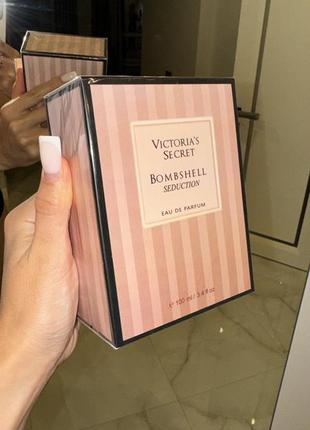 VICTORIA'S
SECRET
BOMBSHELL
SEDUCTION
EAU DE PARFUM
℮ 100 ml / 3.4 fl oz